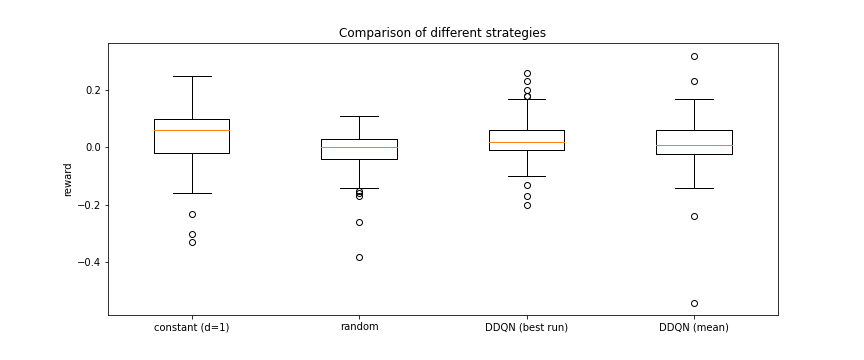 Comparison of different strategies
reward
0.2
0.0
−0.2
−0.4
constant (d=1)
random
DDQN (best run)
DDQN (mean)